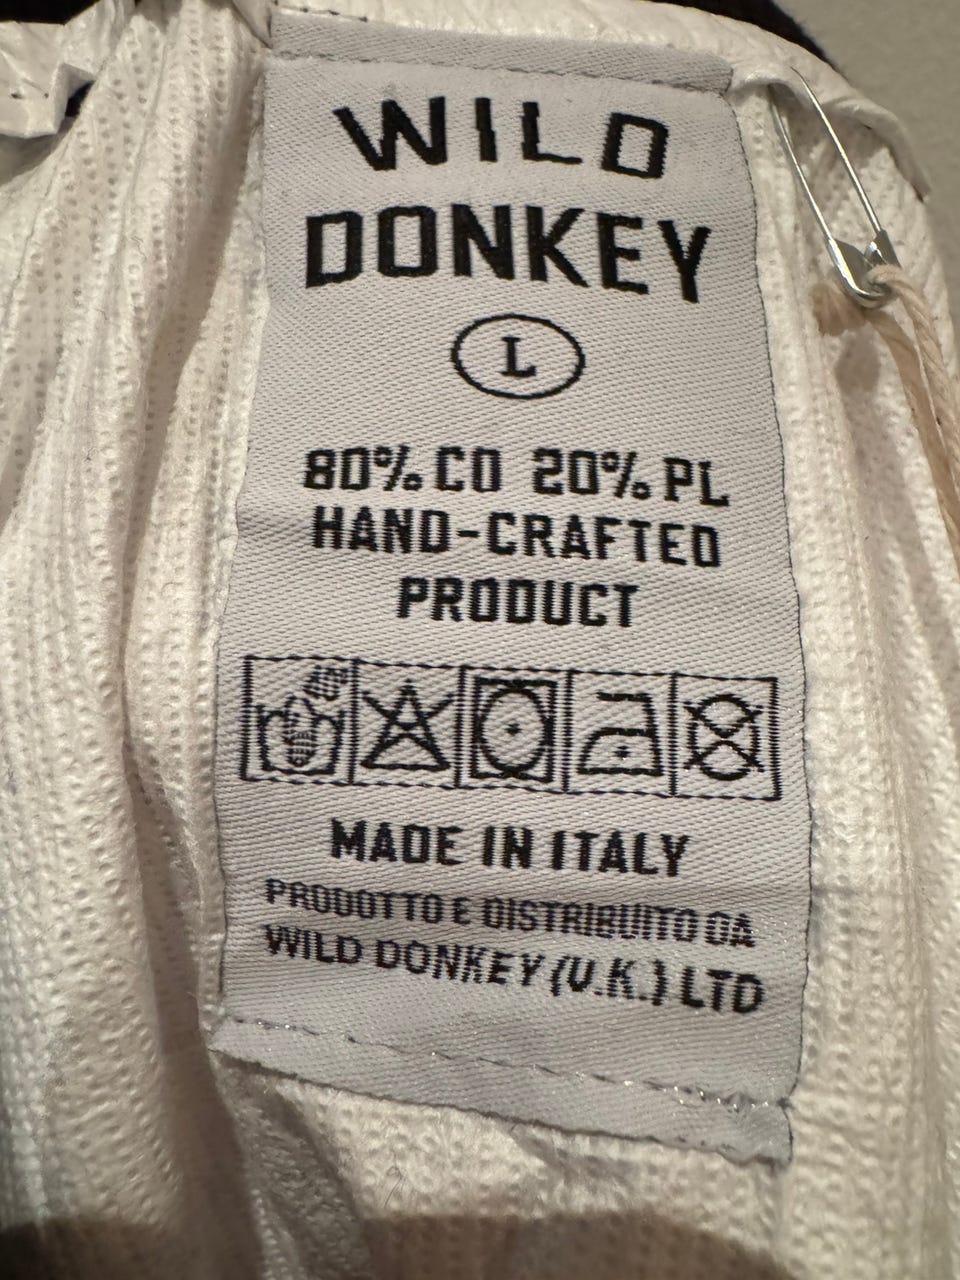 WILD
DONKEY
L
80% CO 20% PL
HAND-CRAFTED
PRODUCT
40°
MADE IN ITALY
PRODOTTO E DISTRIBUITO DA
WILD DONKEY (U.K.) LTD